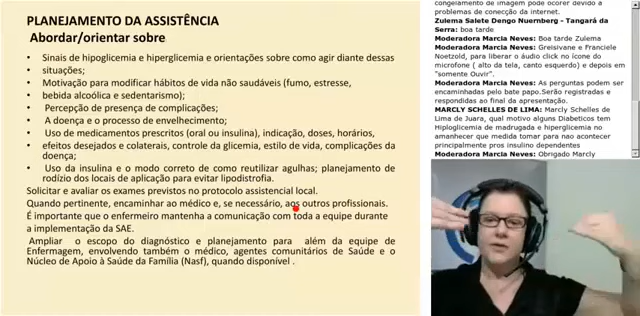 PLANEJAMENTO DA ASSISTÊNCIA
Abordar/orientar sobre
• Sinais de hipoglicemia e hiperglicemia e orientações sobre como agir diante dessas
• situações;
• Motivação para modificar hábitos de vida não saudáveis (fumo, estresse,
• bebida alcoólica e sedentarismo);
• Percepção de presença de complicações;
• A doença e o processo de envelhecimento;
• Uso de medicamentos prescritos (oral ou insulina), indicação, doses, horários,
• efeitos desejados e colaterais, controle da glicemia, estilo de vida, complicações da
doença;
• Uso da insulina e o modo correto de como reutilizar agulhas; planejamento de
rodízio dos locais de aplicação para evitar lipodistrofia.
Solicitar e avaliar os exames previstos no protocolo assistencial local.
Quando pertinente, encaminhar ao médico e, se necessário, aos outros profissionais.
É importante que o enfermeiro mantenha a comunicação com toda a equipe durante
a implementação da SAE.
Ampliar o escopo do diagnóstico e planejamento para além da equipe de
Enfermagem, envolvendo também o médico, agentes comunitários de Saúde e o
Núcleo de Apoio à Saúde da Família (Nasf), quando disponível .
congelamento de imagem pode ocorrer devido a
problemas de conecção da internet.
Zulema Salete Dengo Nuernberg - Tangará da
Serra: boa tarde
Moderadora Marcia Neves: Boa tarde Zulema
Moderadora Marcia Neves: Greisivane e Franciele
Noetzold, para liberar o áudio click no ícone do
microfone ( alto da tela, canto esquerdo) e depois em
"somente Ouvir".
Moderadora Marcia Neves: As perguntas podem ser
encaminhadas pelo bate papo.Serão registradas e
respondidas ao final da apresentação.
MARCLY SCHELLES DE LIMA: Marcly Schelles de
Lima de Juara, qual motivo alguns Diabeticos tem
Hiploglicemia de madrugada e hiperglicemia no
amanhecer que medida tomar para nao acontecer
principalmente pros insulino dependentes
Moderadora Marcia Neves: Obrigado Marcly